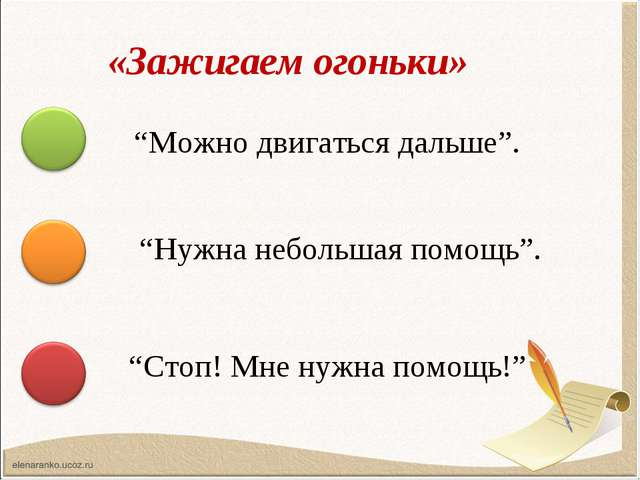 «Зажигаем огоньки»
“Можно двигаться дальше”.
“Нужна небольшая помощь”.
“Стоп! Мне нужна помощь!”
elenaranko.ucoz.ru